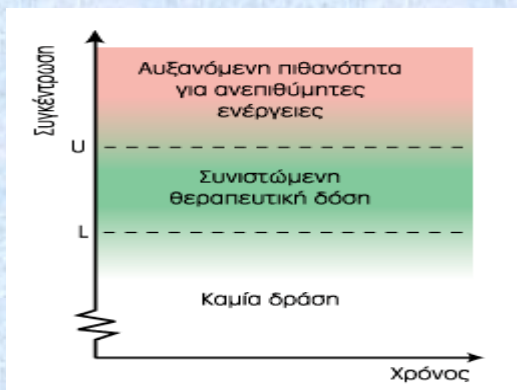 Συγκέντρωση
Αυξανόμενη πιθανότητα
για ανεπιθύμητες
ενέργειες
U
Συνιστώμενη
θεραπευτική δόση
L
Καμία δράση
Χρόνος